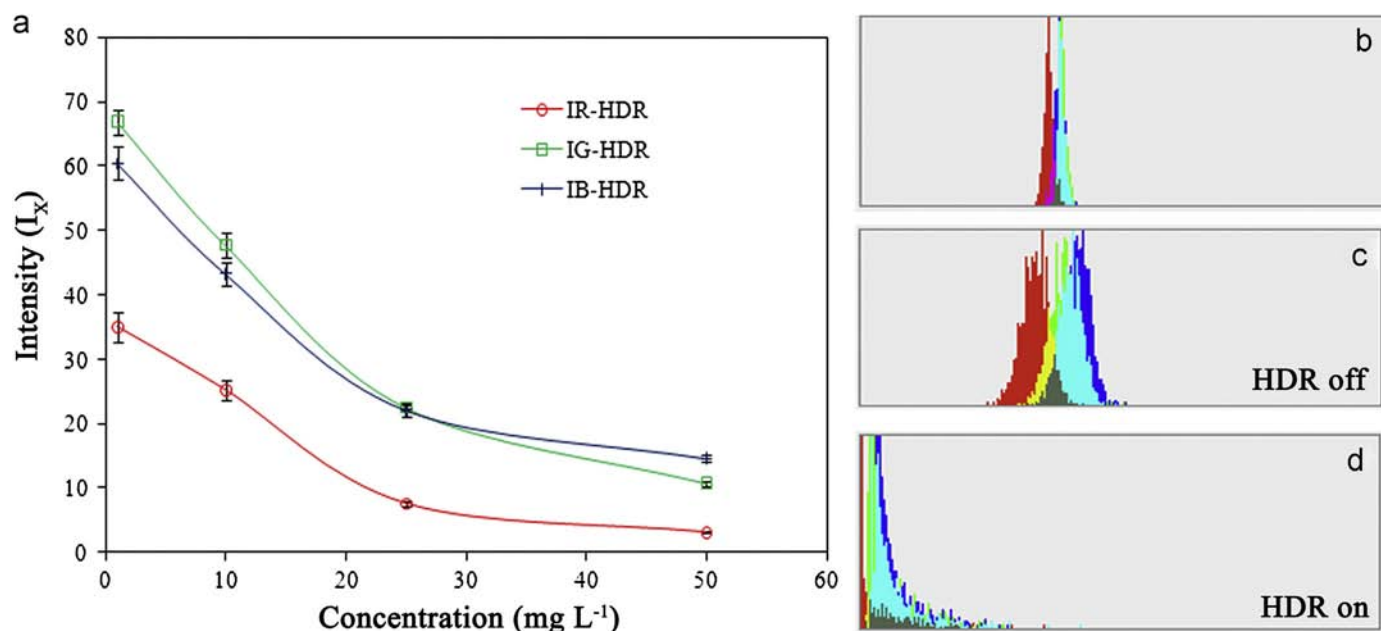 a
80
70
60
50
40
30
20
10
0
Intensity (I_X)
0 10 20 30 40 50 60
Concentration (mg L⁻¹)
IR-HDR
IG-HDR
IB-HDR
b
c
HDR off
d
HDR on